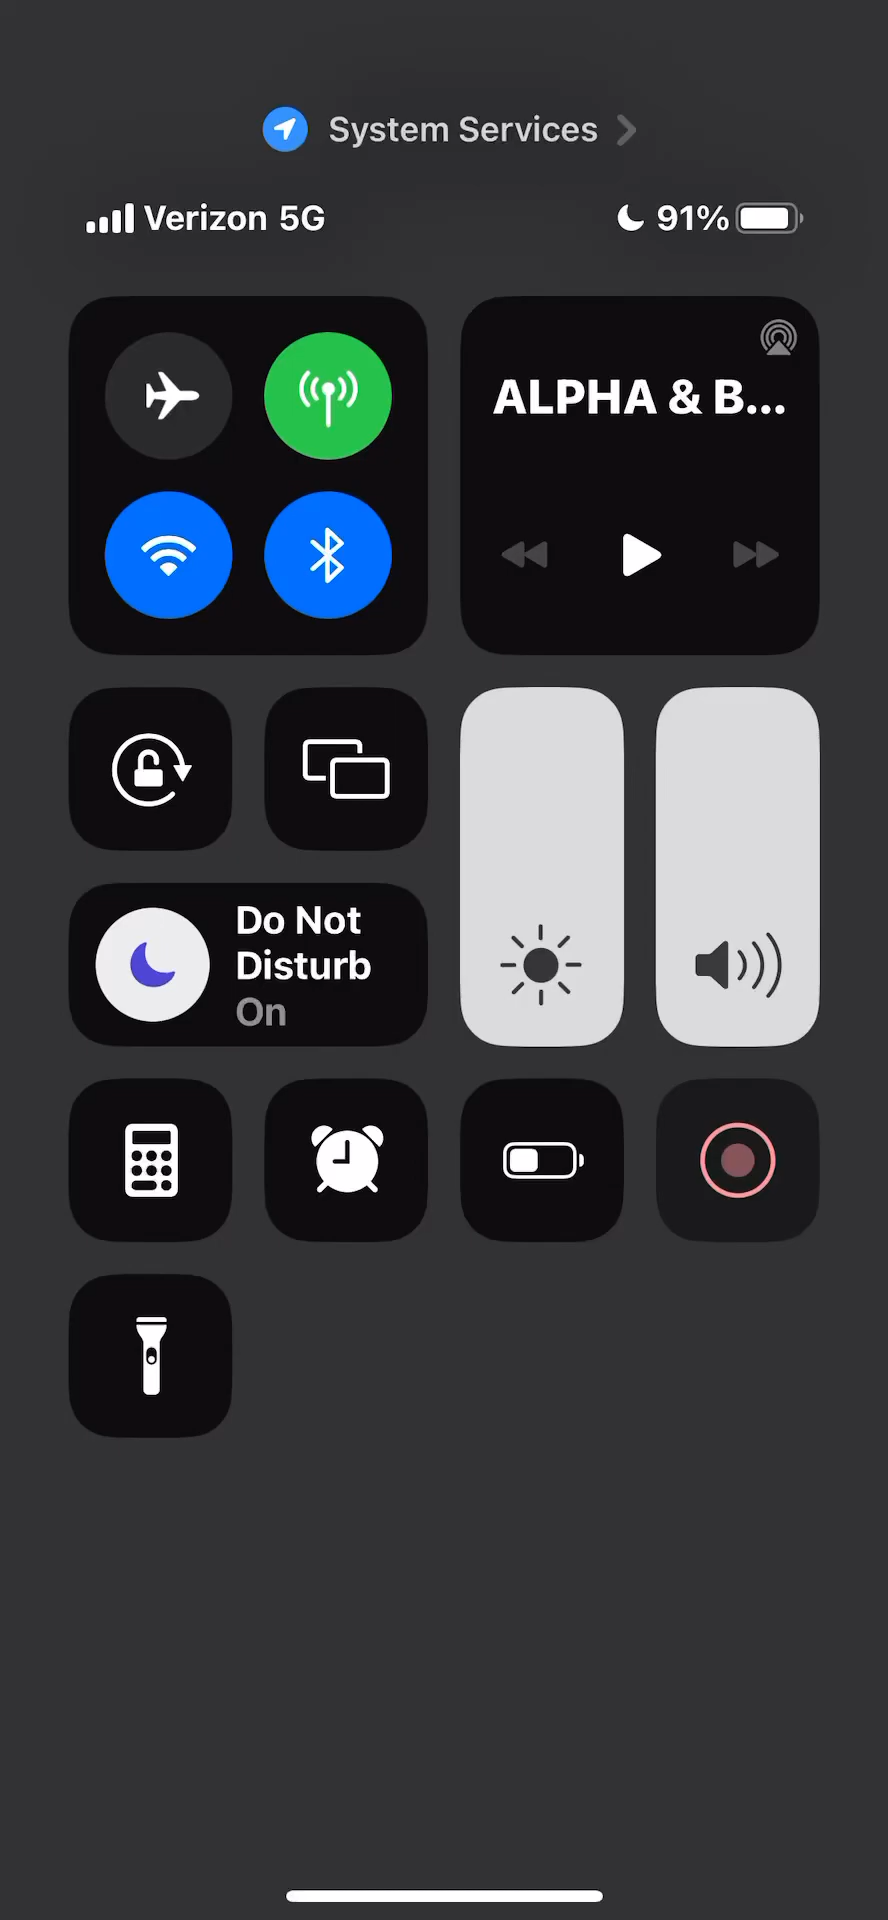 System Services
Verizon 5G
91%
ALPHA & B...
Do Not
Disturb
On